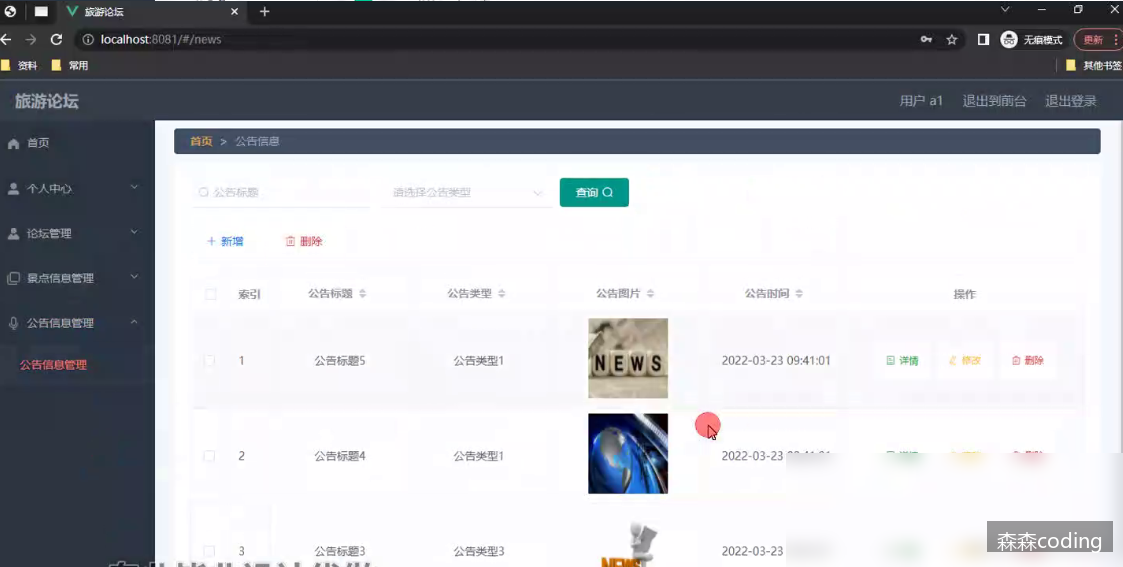 旅游论坛
localhost:8081/#/news
无痕模式
更新
资料
常用
其他书签
旅游论坛
用户 a1
退出到前台
退出登录
首页
个人中心
论坛管理
景点信息管理
公告信息管理
公告信息管理
首页 > 公告信息
公告标题
请选择公告类型
查询
+ 新增
删除
索引 公告标题 公告类型 公告图片 公告时间 操作
1 公告标题5 公告类型1 NEWS 2022-03-23 09:41:01 详情 修改 删除
2 公告标题4 公告类型1 2022-03-23
3 公告标题3 公告类型3 NEWS 2022-03-23
森森coding